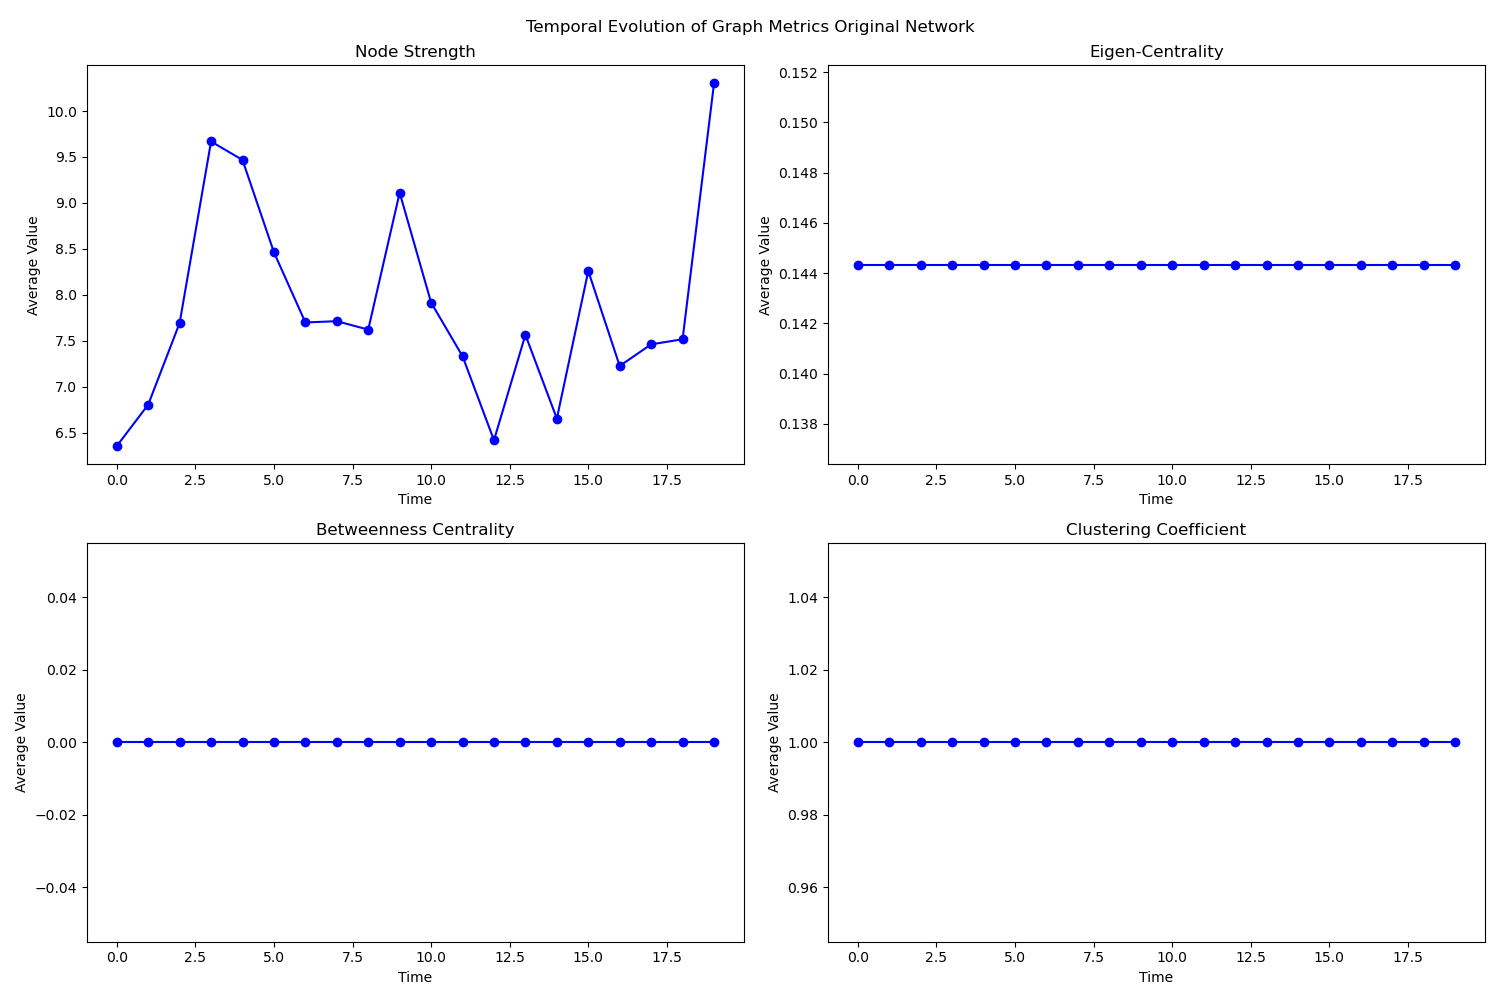 Temporal Evolution of Graph Metrics Original Network
Node Strength
Average Value
10.0
9.5
9.0
8.5
8.0
7.5
7.0
6.5
0.0 2.5 5.0 7.5 10.0 12.5 15.0 17.5
Time
Eigen-Centrality
Average Value
0.152
0.150
0.148
0.146
0.144
0.142
0.140
0.138
0.0 2.5 5.0 7.5 10.0 12.5 15.0 17.5
Time
Betweenness Centrality
Average Value
0.04
0.02
0.00
−0.02
−0.04
0.0 2.5 5.0 7.5 10.0 12.5 15.0 17.5
Time
Clustering Coefficient
Average Value
1.04
1.02
1.00
0.98
0.96
0.0 2.5 5.0 7.5 10.0 12.5 15.0 17.5
Time